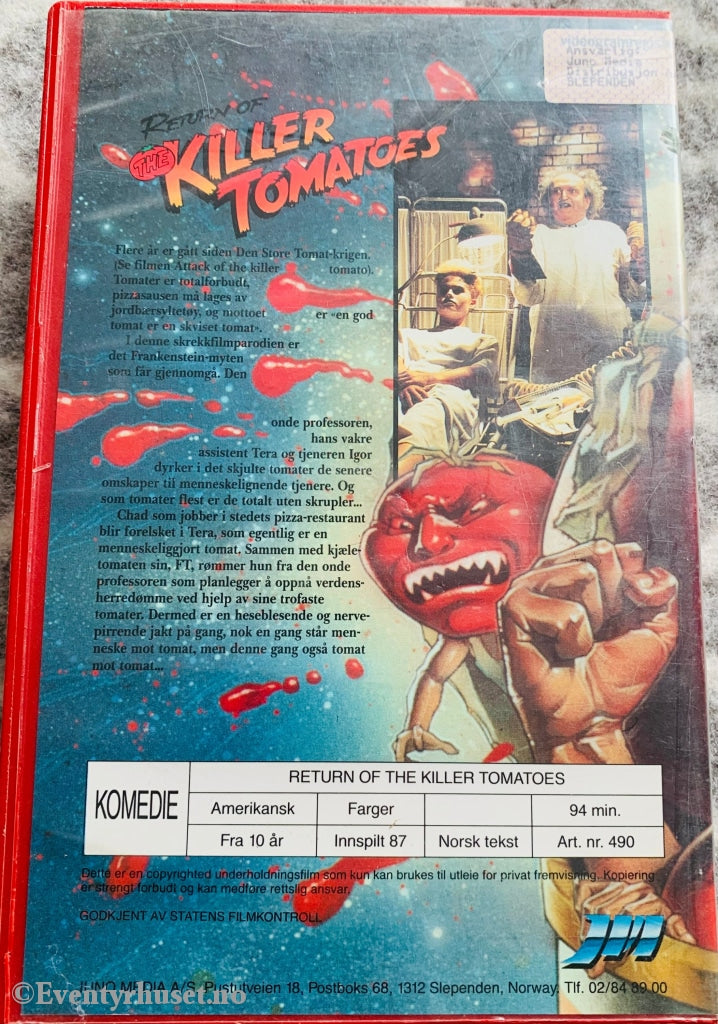 videogramnr.
Ansvarlig:
Juno Media
Distribusjon
SLEPENDEN
RETURN OF
THE KILLER
TOMATOES
Flere år er gått siden Den Store Tomat-krigen.
(Se filmen Attack of the killer tomato).
Tomater er totalforbudt,
pizzasausen må lages av
jordbærsyltetøy, og mottoet er «en god
tomat er en skviset tomat».
I denne skrekkfilmparodien er
det Frankenstein-myten
som får gjennomgå. Den
onde professoren,
hans vakre
assistent Tera og tjeneren Igor
dyrker i det skjulte tomater de senere
omskaper til menneskelignende tjenere. Og
som tomater flest er de totalt uten skrupler...
Chad som jobber i stedets pizza-restaurant
blir forelsket i Tera, som egentlig er en
menneskeliggjort tomat. Sammen med kjæle-
tomaten sin, FT, rømmer hun fra den onde
professoren som planlegger å oppnå verdens-
herredømme ved hjelp av sine trofaste
tomater. Dermed er en heseblesende og nerve-
pirrende jakt på gang, nok en gang står men-
neske mot tomat, men denne gang også tomat
mot tomat...
KOMEDIE
RETURN OF THE KILLER TOMATOES
Amerikansk Farger 94 min.
Fra 10 år Innspilt 87 Norsk tekst Art. nr. 490
Dette er en copyrighted underholdningsfilm som kun kan brukes til utleie for privat fremvisning. Kopiering
er strengt forbudt og kan medføre rettslig ansvar.
GODKJENT AV STATENS FILMKONTROLL
JUNO MEDIA A/S, Pustutveien 18, Postboks 68, 1312 Slependen, Norway. Tlf. 02/84 89 00
©Eventyrhuset.no